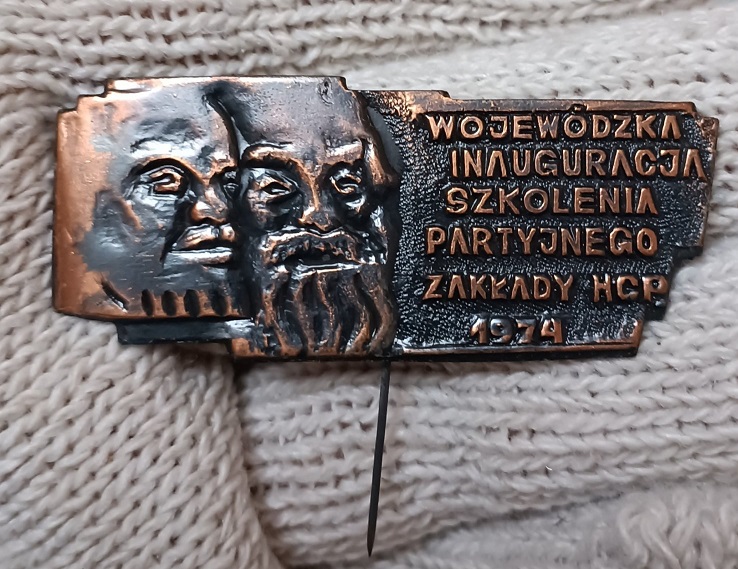 WOJEWÓDZKA
INAUGURACJA
SZKOLENIA
PARTYJNEGO
ZAKŁADY HCP
1974